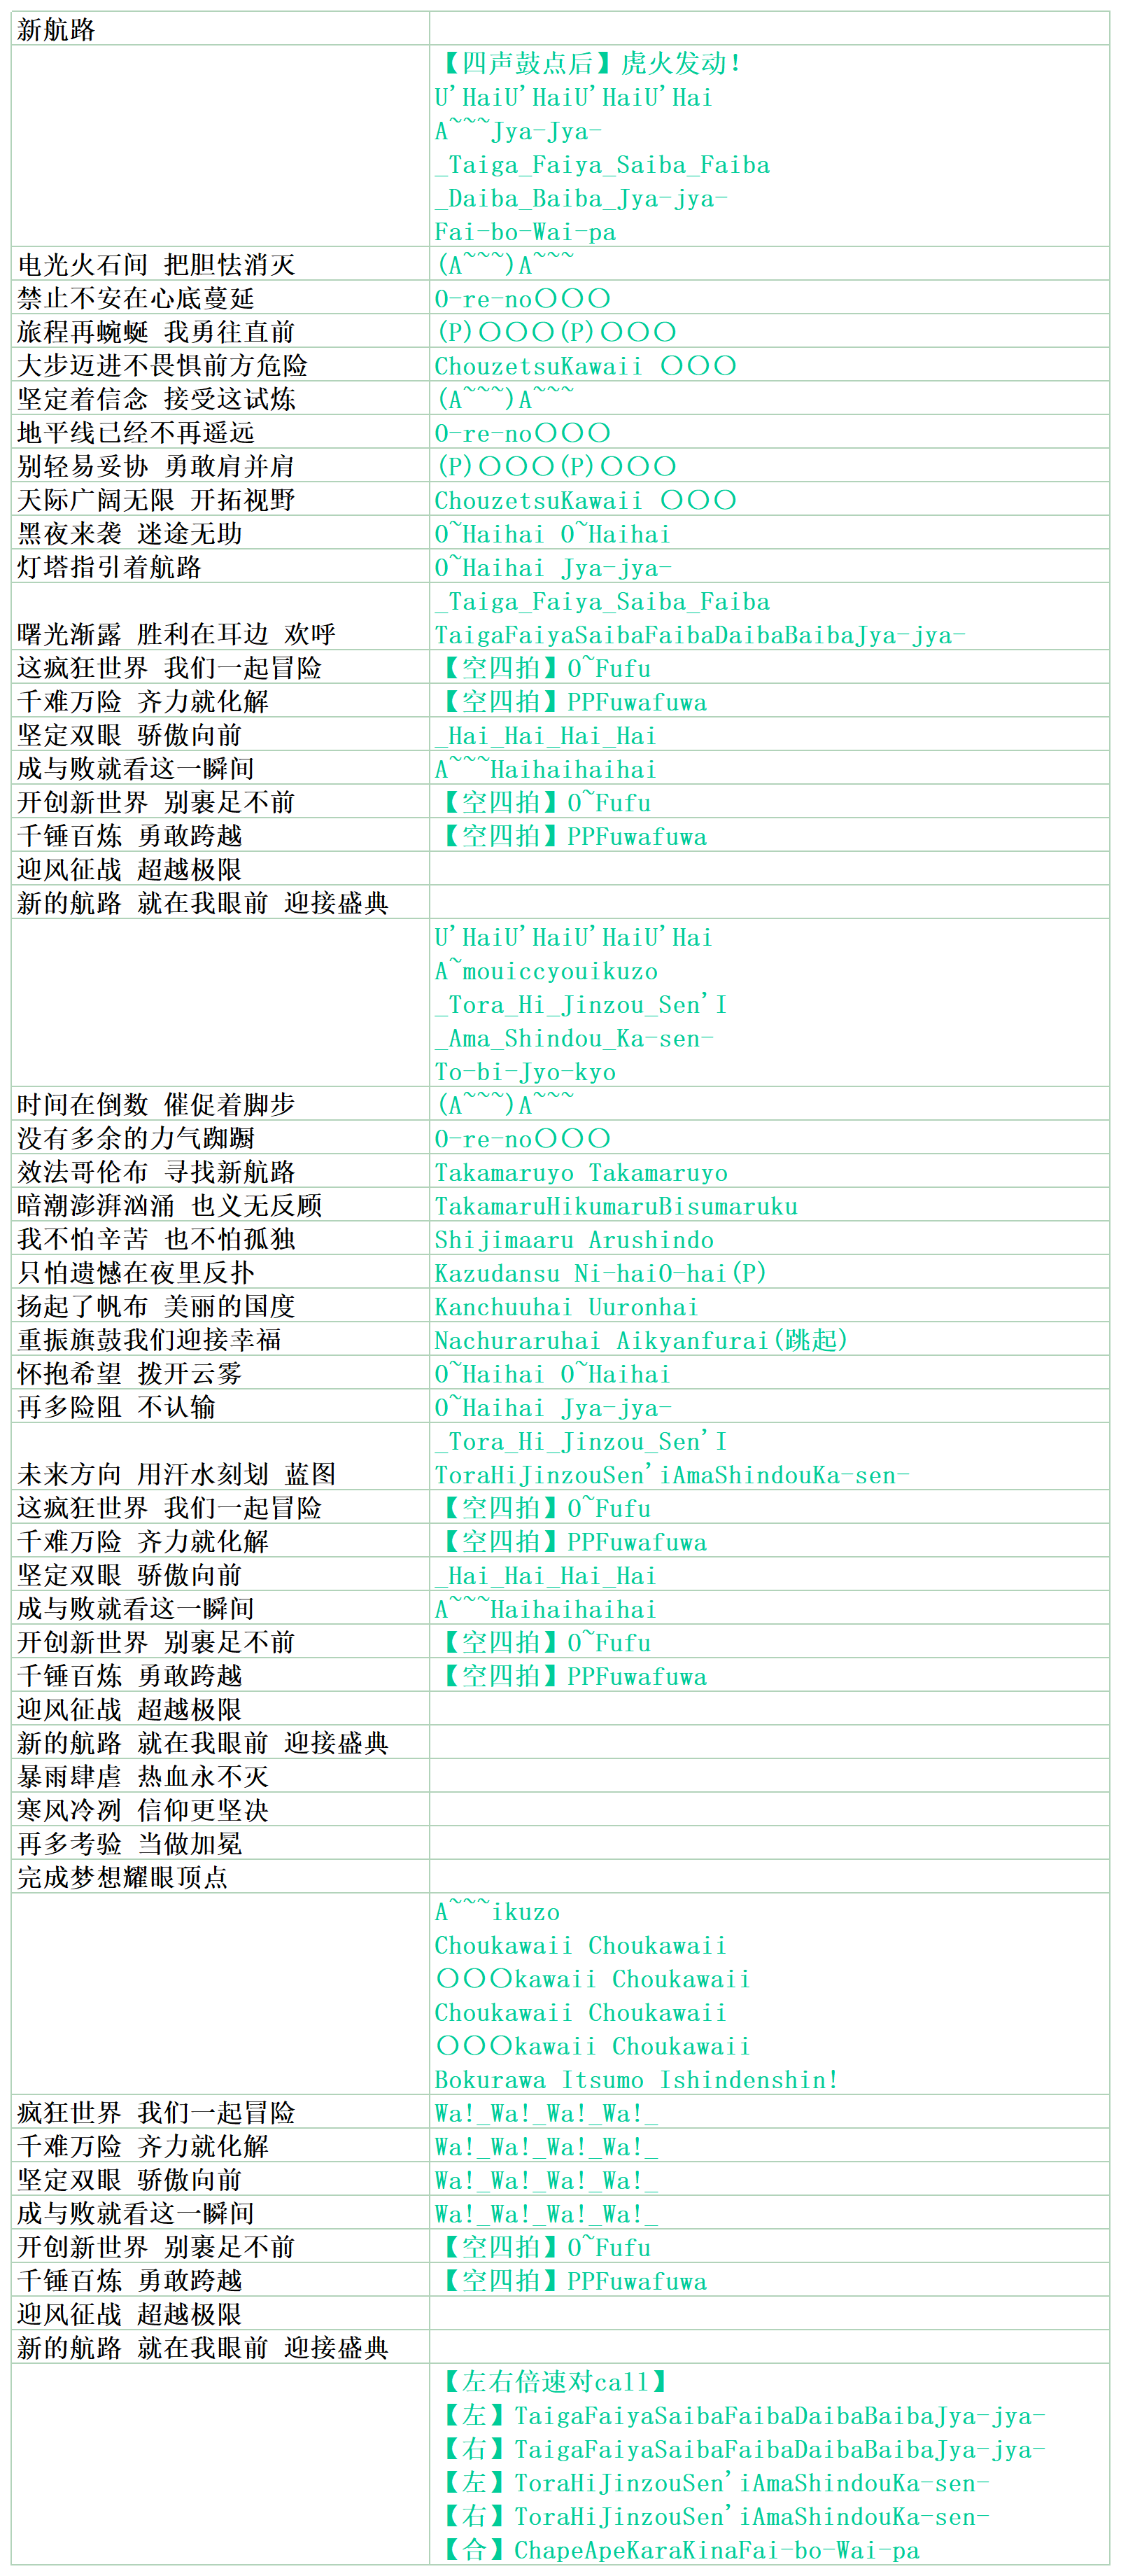 新航路
【四声鼓点后】虎火发动!
U'HaiU'HaiU'HaiU'Hai
A~~~Jya-Jya-
_Taiga_Faiya_Saiba_Faiba
_Daiba_Baiba_Jya-jya-
Fai-bo-Wai-pa
电光火石间 把胆怯消灭 (A~~~)A~~~
禁止不安在心底蔓延 O-re-no〇〇〇
旅程再蜿蜒 我勇往直前 (P)〇〇〇(P)〇〇〇
大步迈进不畏惧前方危险 ChouzetsuKawaii 〇〇〇
坚定着信念 接受这试炼 (A~~~)A~~~
地平线已经不再遥远 O-re-no〇〇〇
别轻易妥协 勇敢肩并肩 (P)〇〇〇(P)〇〇〇
天际广阔无限 开拓视野 ChouzetsuKawaii 〇〇〇
黑夜来袭 迷途无助 O~Haihai O~Haihai
灯塔指引着航路 O~Haihai Jya-jya-
_Taiga_Faiya_Saiba_Faiba
曙光渐露 胜利在耳边 欢呼 TaigaFaiyaSaibaFaibaDaibaBaibaJya-jya-
这疯狂世界 我们一起冒险 【空四拍】O~Fufu
千难万险 齐力就化解 【空四拍】PPFuwafuwa
坚定双眼 骄傲向前 _Hai_Hai_Hai_Hai
成与败就看这一瞬间 A~~~Haihaihaihai
开创新世界 别裹足不前 【空四拍】O~Fufu
千锤百炼 勇敢跨越 【空四拍】PPFuwafuwa
迎风征战 超越极限
新的航路 就在我眼前 迎接盛典
U'HaiU'HaiU'HaiU'Hai
A~mouiccyouikuzo
_Tora_Hi_Jinzou_Sen'I
_Ama_Shindou_Ka-sen-
To-bi-Jyo-kyo
时间在倒数 催促着脚步 (A~~~)A~~~
没有多余的力气踟蹰 O-re-no〇〇〇
效法哥伦布 寻找新航路 Takamaruyo Takamaruyo
暗潮澎湃汹涌 也义无反顾 TakamaruHikumaruBisumaruku
我不怕辛苦 也不怕孤独 Shijimaaru Arushindo
只怕遗憾在夜里反扑 Kazudansu Ni-haiO-hai(P)
扬起了帆布 美丽的国度 Kanchuuhai Uuronhai
重振旗鼓我们迎接幸福 Nachuraruhai Aikyanfurai(跳起)
怀抱希望 拨开云雾 O~Haihai O~Haihai
再多险阻 不认输 O~Haihai Jya-jya-
_Tora_Hi_Jinzou_Sen'I
未来方向 用汗水刻划 蓝图 ToraHiJinzouSen'iAmaShindouKa-sen-
这疯狂世界 我们一起冒险 【空四拍】O~Fufu
千难万险 齐力就化解 【空四拍】PPFuwafuwa
坚定双眼 骄傲向前 _Hai_Hai_Hai_Hai
成与败就看这一瞬间 A~~~Haihaihaihai
开创新世界 别裹足不前 【空四拍】O~Fufu
千锤百炼 勇敢跨越 【空四拍】PPFuwafuwa
迎风征战 超越极限
新的航路 就在我眼前 迎接盛典
暴雨肆虐 热血永不灭
寒风冷冽 信仰更坚决
再多考验 当做加冕
完成梦想耀眼顶点
A~~~ikuzo
Choukawaii Choukawaii
〇〇〇kawaii Choukawaii
Choukawaii Choukawaii
〇〇〇kawaii Choukawaii
Bokurawa Itsumo Ishindenshin!
疯狂世界 我们一起冒险 Wa!_Wa!_Wa!_Wa!_
千难万险 齐力就化解 Wa!_Wa!_Wa!_Wa!_
坚定双眼 骄傲向前 Wa!_Wa!_Wa!_Wa!_
成与败就看这一瞬间 Wa!_Wa!_Wa!_Wa!_
开创新世界 别裹足不前 【空四拍】O~Fufu
千锤百炼 勇敢跨越 【空四拍】PPFuwafuwa
迎风征战 超越极限
新的航路 就在我眼前 迎接盛典
【左右倍速对call】
【左】TaigaFaiyaSaibaFaibaDaibaBaibaJya-jya-
【右】TaigaFaiyaSaibaFaibaDaibaBaibaJya-jya-
【左】ToraHiJinzouSen'iAmaShindouKa-sen-
【右】ToraHiJinzouSen'iAmaShindouKa-sen-
【合】ChapeApeKaraKinaFai-bo-Wai-pa